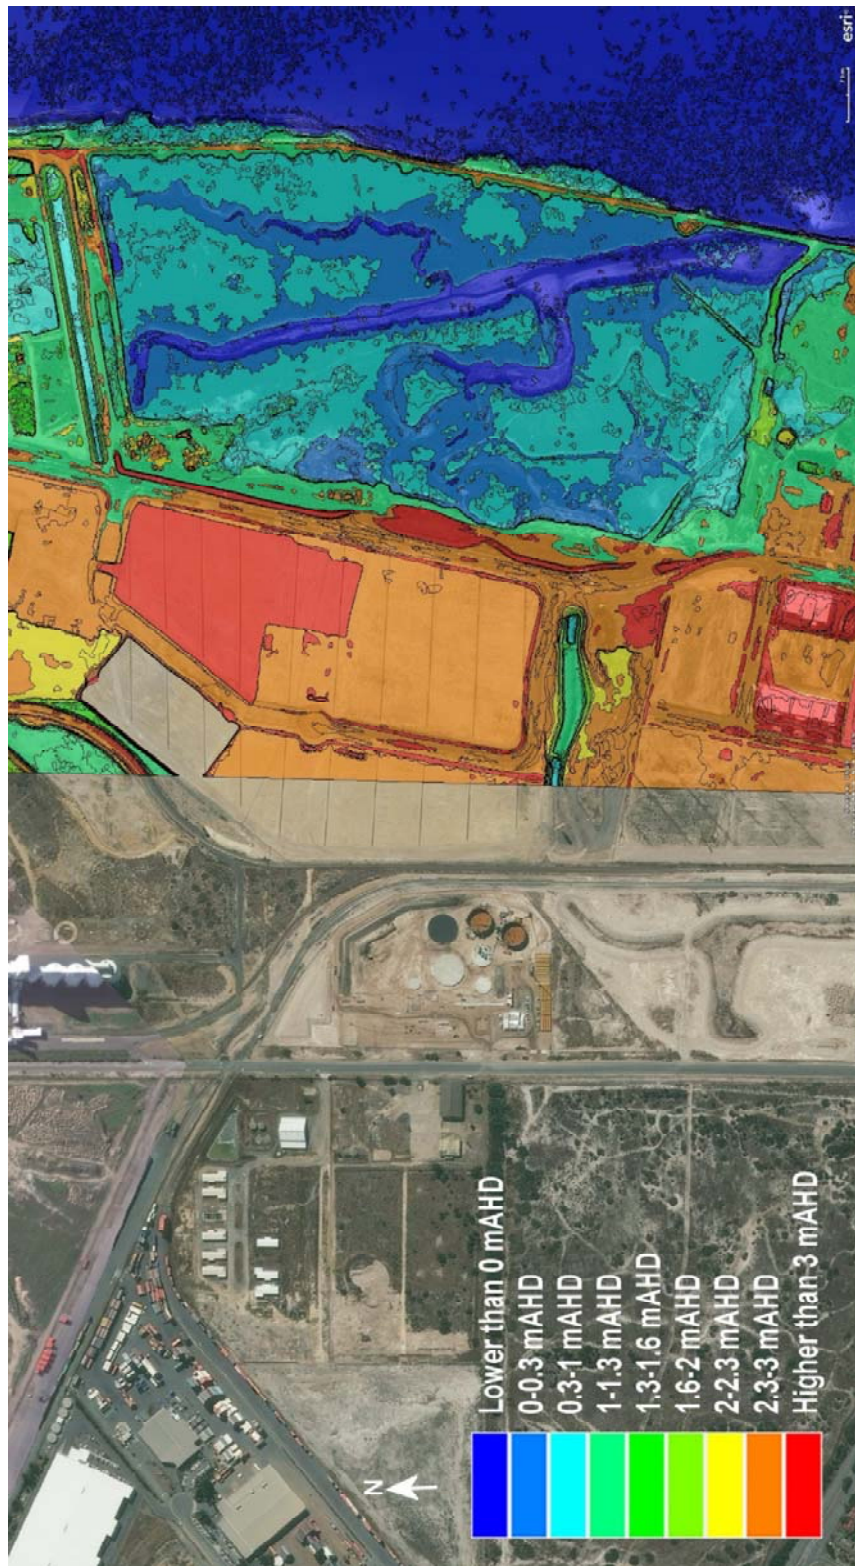 Lower than 0 mAHD
0-0.3 mAHD
0.3-1 mAHD
1-1.3 mAHD
1.3-1.6 mAHD
1.6-2 mAHD
2-2.3 mAHD
2.3-3 mAHD
Higher than 3 mAHD
N
esri